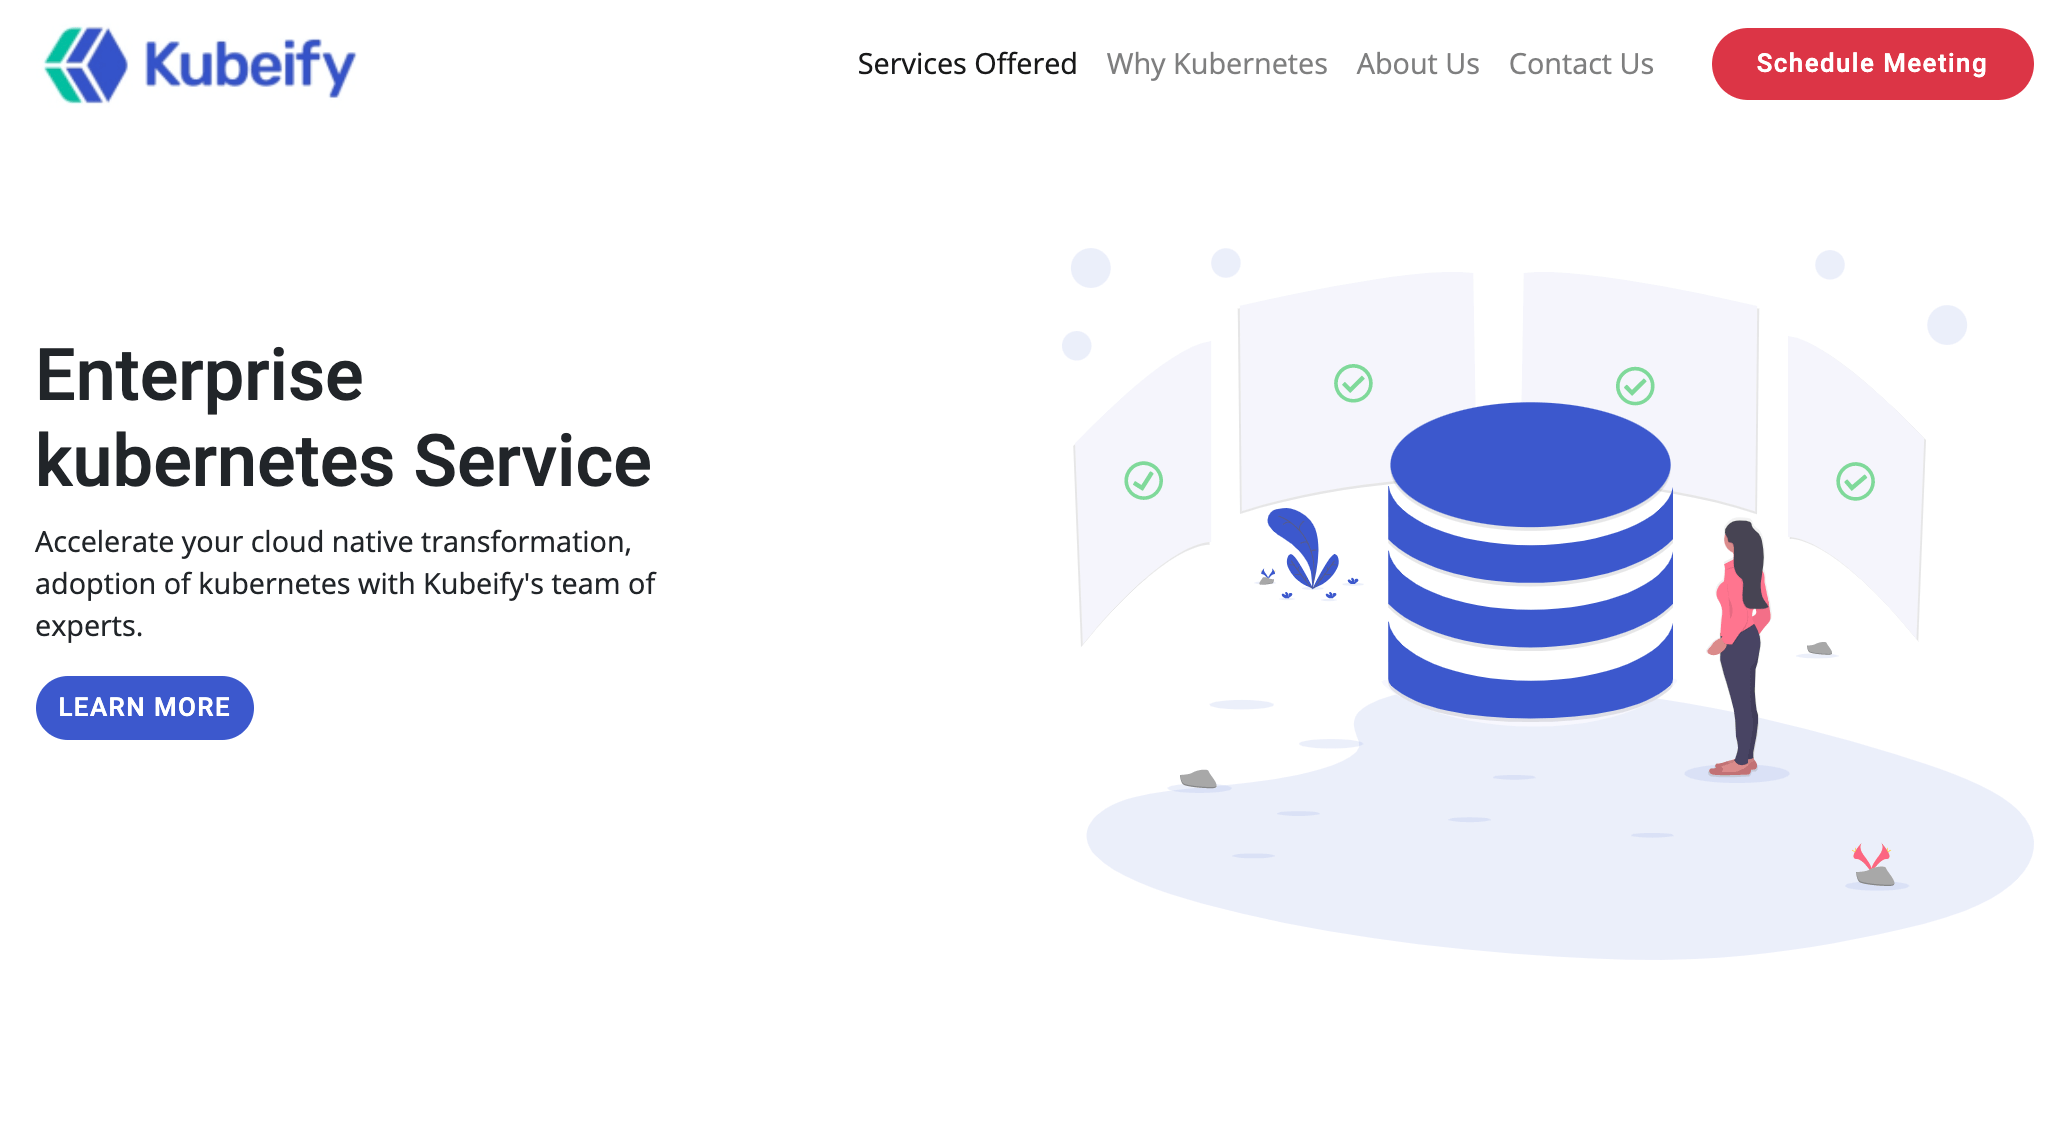 Kubeify
Services Offered Why Kubernetes About Us Contact Us Schedule Meeting
Enterprise
kubernetes Service
Accelerate your cloud native transformation,
adoption of kubernetes with Kubeify's team of
experts.
LEARN MORE